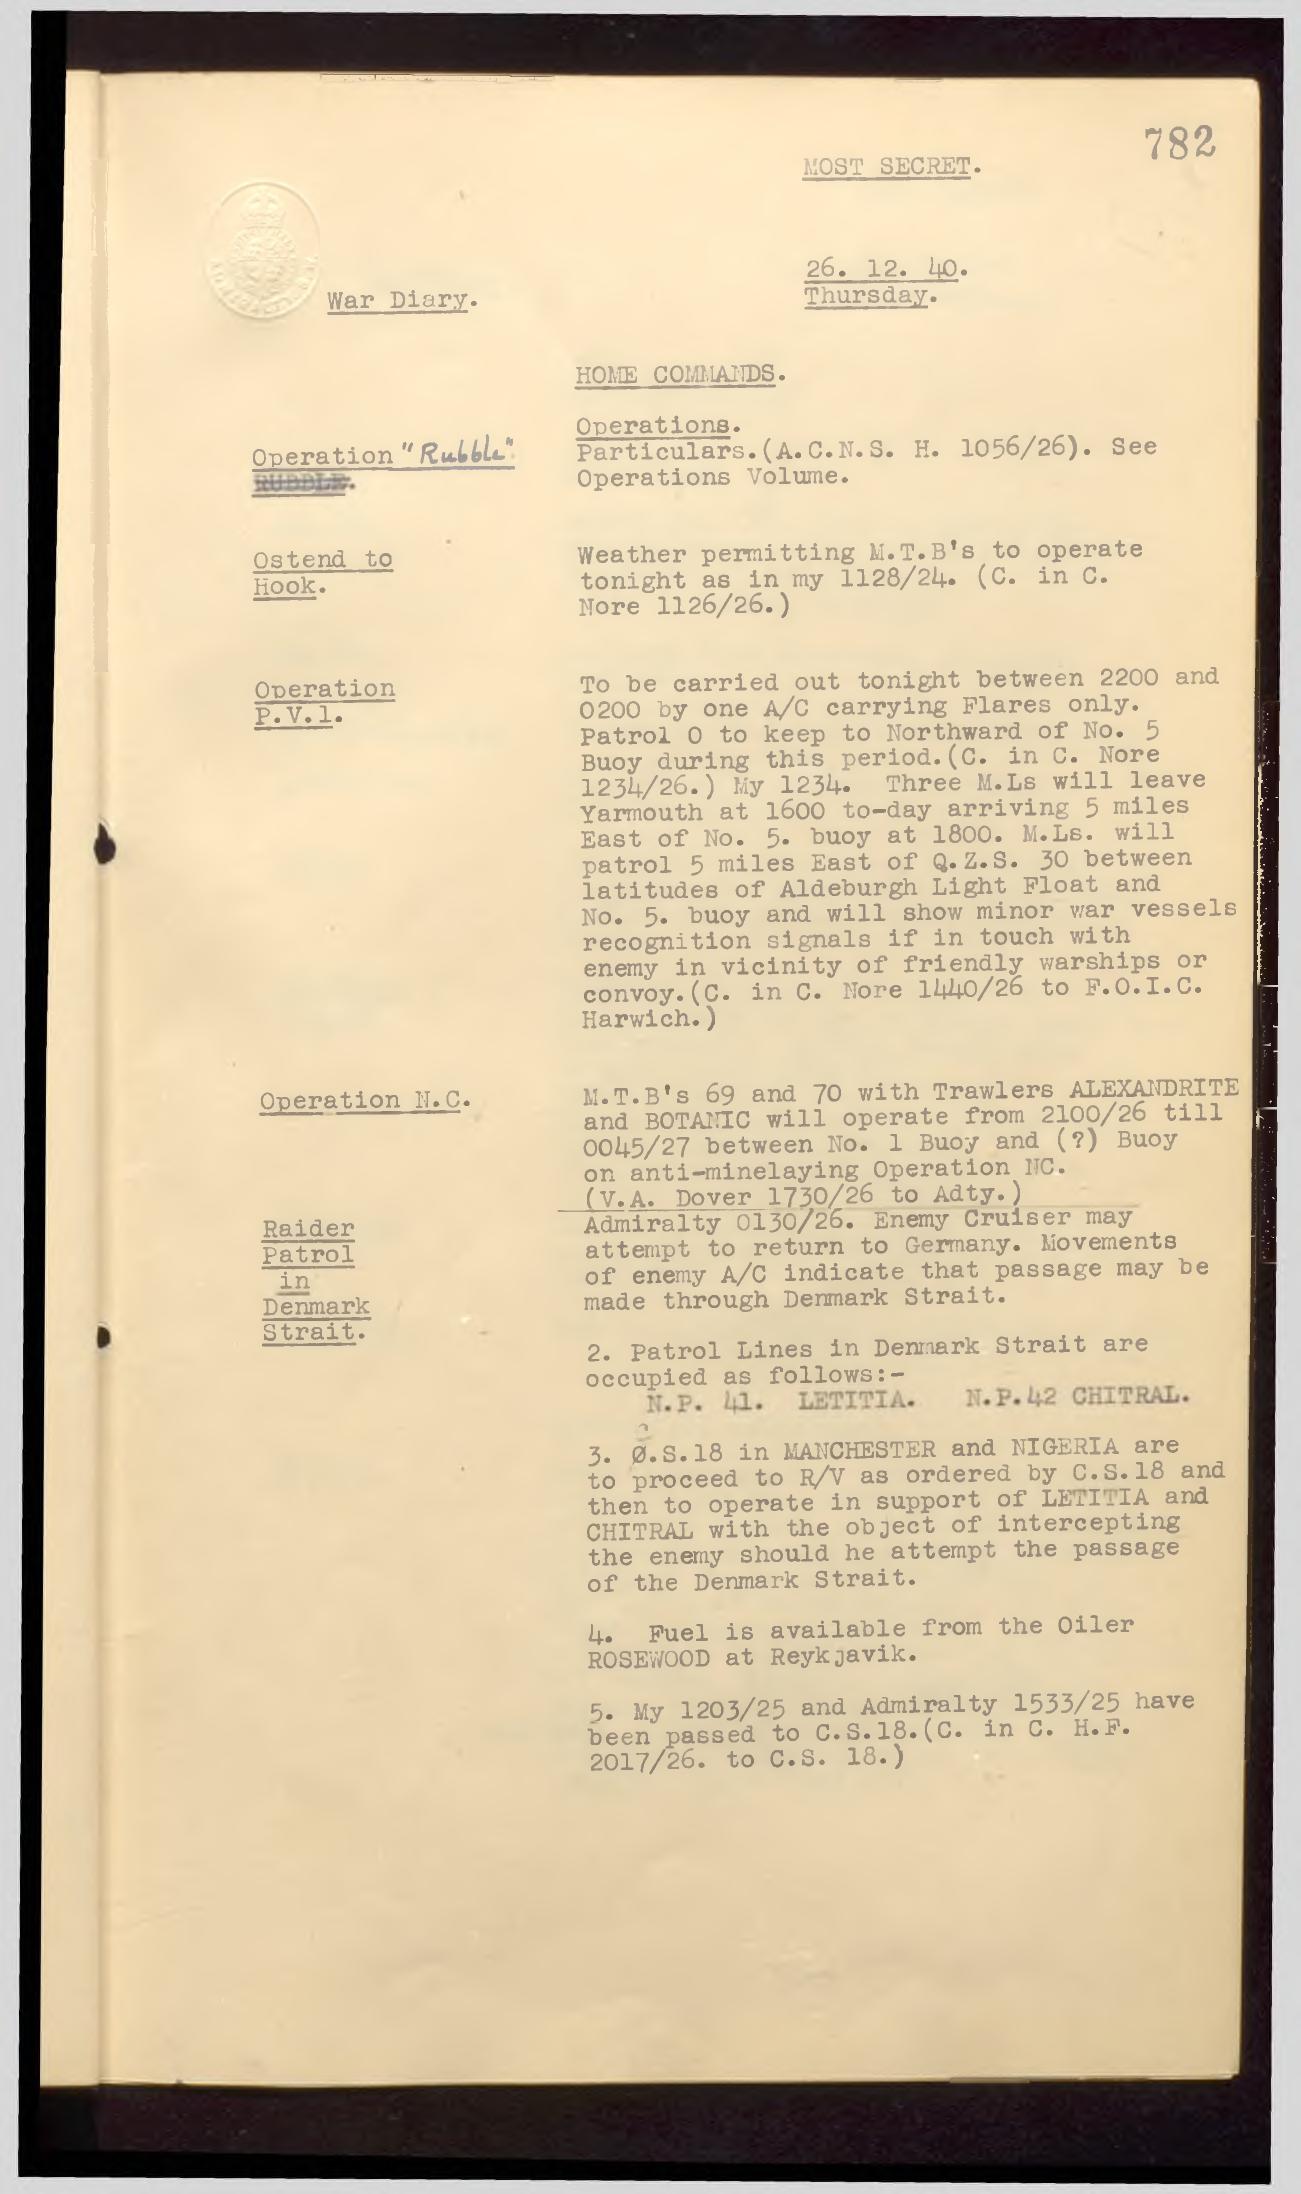 782
MOST SECRET.
26. 12. 40.
Thursday.
War Diary.
HOME COMMANDS.
Operations.
Operation "Rubble"
RUBBLE.
Particulars.(A.C.N.S. H. 1056/26). See
Operations Volume.
Ostend to
Hook.
Weather permitting M.T.B's to operate
tonight as in my 1128/24. (C. in C.
Nore 1126/26.)
Operation
P.V.1.
To be carried out tonight between 2200 and
0200 by one A/C carrying Flares only.
Patrol O to keep to Northward of No. 5
Buoy during this period.(C. in C. Nore
1234/26.) My 1234. Three M.Ls will leave
Yarmouth at 1600 to-day arriving 5 miles
East of No. 5. buoy at 1800. M.Ls. will
patrol 5 miles East of Q.Z.S. 30 between
latitudes of Aldeburgh Light Float and
No. 5. buoy and will show minor war vessels
recognition signals if in touch with
enemy in vicinity of friendly warships or
convoy.(C. in C. Nore 1440/26 to F.O.I.C.
Harwich.)
Operation N.C.
M.T.B's 69 and 70 with Trawlers ALEXANDRITE
and BOTANIC will operate from 2100/26 till
0045/27 between No. 1 Buoy and (?) Buoy
on anti-minelaying Operation NC.
(V.A. Dover 1730/26 to Adty.)
Raider
Patrol
in
Denmark
Strait.
Admiralty 0130/26. Enemy Cruiser may
attempt to return to Germany. Movements
of enemy A/C indicate that passage may be
made through Denmark Strait.
2. Patrol Lines in Denmark Strait are
occupied as follows:-
N.P. 41. LETITIA. N.P.42 CHITRAL.
3. C.S.18 in MANCHESTER and NIGERIA are
to proceed to R/V as ordered by C.S.18 and
then to operate in support of LETITIA and
CHITRAL with the object of intercepting
the enemy should he attempt the passage
of the Denmark Strait.
4. Fuel is available from the Oiler
ROSEWOOD at Reykjavik.
5. My 1203/25 and Admiralty 1533/25 have
been passed to C.S.18.(C. in C. H.F.
2017/26. to C.S. 18.)